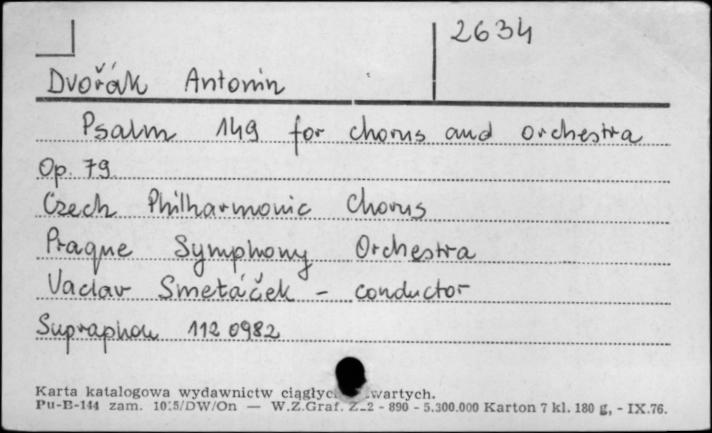 2634
Dvořák Antonin
Psalm 149 for chorus and orchestra
Op. 79
Czech Philharmonic Chorus
Prague Symphony Orchestra
Vaclav Smetáček - conductor
Supraphon 112 0982
Karta katalogowa wydawnictw ciągłyc wartych.
Pu-B-144 zam. 10 5/DW/On — W.Z.Graf. Z 2 - 890 - 5.300.000 Karton 7 kl. 180 g, - IX.76.